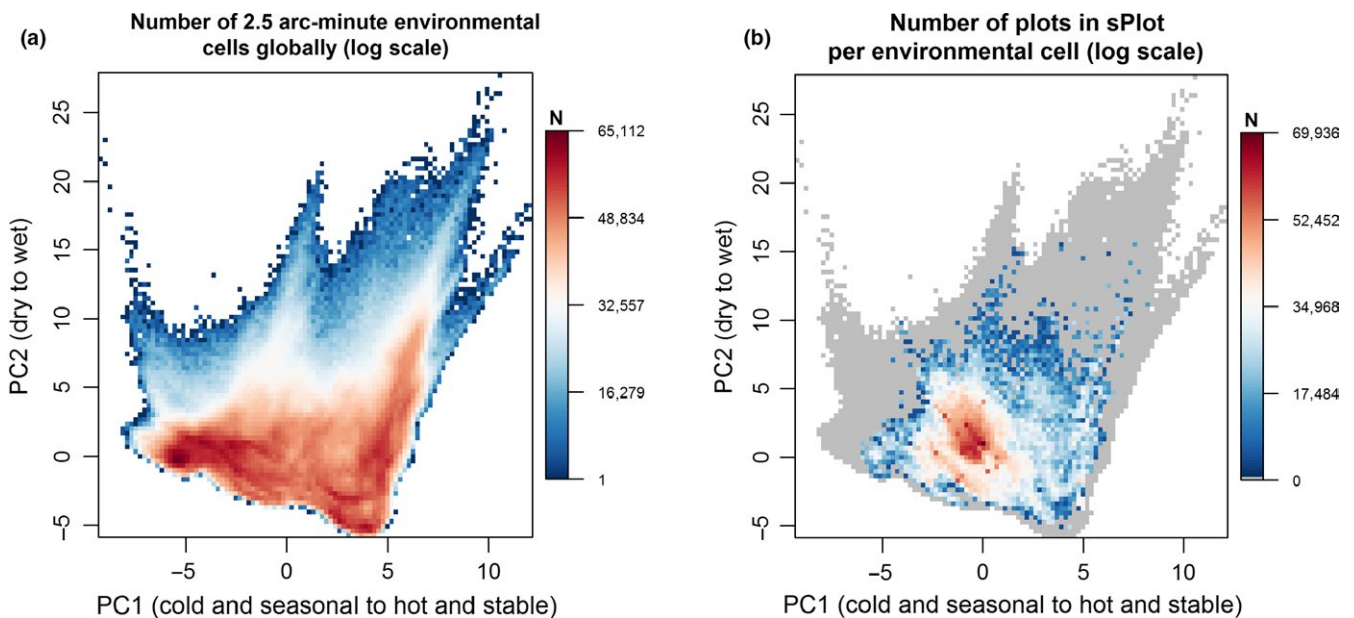 (a)
Number of 2.5 arc-minute environmental
cells globally (log scale)
N
65,112
48,834
32,557
16,279
1
25
20
15
10
5
0
−5
PC2 (dry to wet)
−5
0
5
10
PC1 (cold and seasonal to hot and stable)
(b)
Number of plots in sPlot
per environmental cell (log scale)
N
69,936
52,452
34,968
17,484
0
25
20
15
10
5
0
−5
PC2 (dry to wet)
−5
0
5
10
PC1 (cold and seasonal to hot and stable)